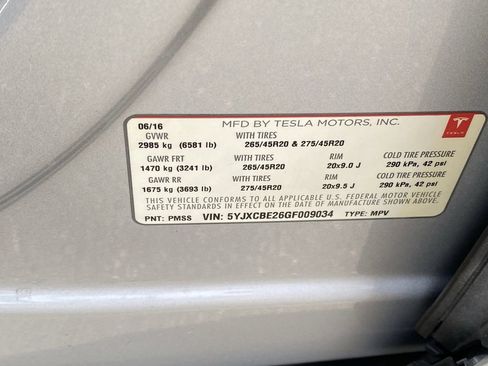 06/16 MFD BY TESLA MOTORS, INC.
GVWR WITH TIRES
2985 kg (6581 lb) 265/45R20 & 275/45R20
GAWR FRT WITH TIRES RIM COLD TIRE PRESSURE
1470 kg (3241 lb) 265/45R20 20x9.0 J 290 kPa, 42 psi
GAWR RR WITH TIRES RIM COLD TIRE PRESSURE
1675 kg (3693 lb) 275/45R20 20x9.5 J 290 kPa, 42 psi
THIS VEHICLE CONFORMS TO ALL APPLICABLE U.S. FEDERAL MOTOR VEHICLE
SAFETY STANDARDS IN EFFECT ON THE DATE OF MANUFACTURE SHOWN ABOVE.
PNT: PMSS VIN: 5YJXCBE26GF009034 TYPE: MPV
TESLA